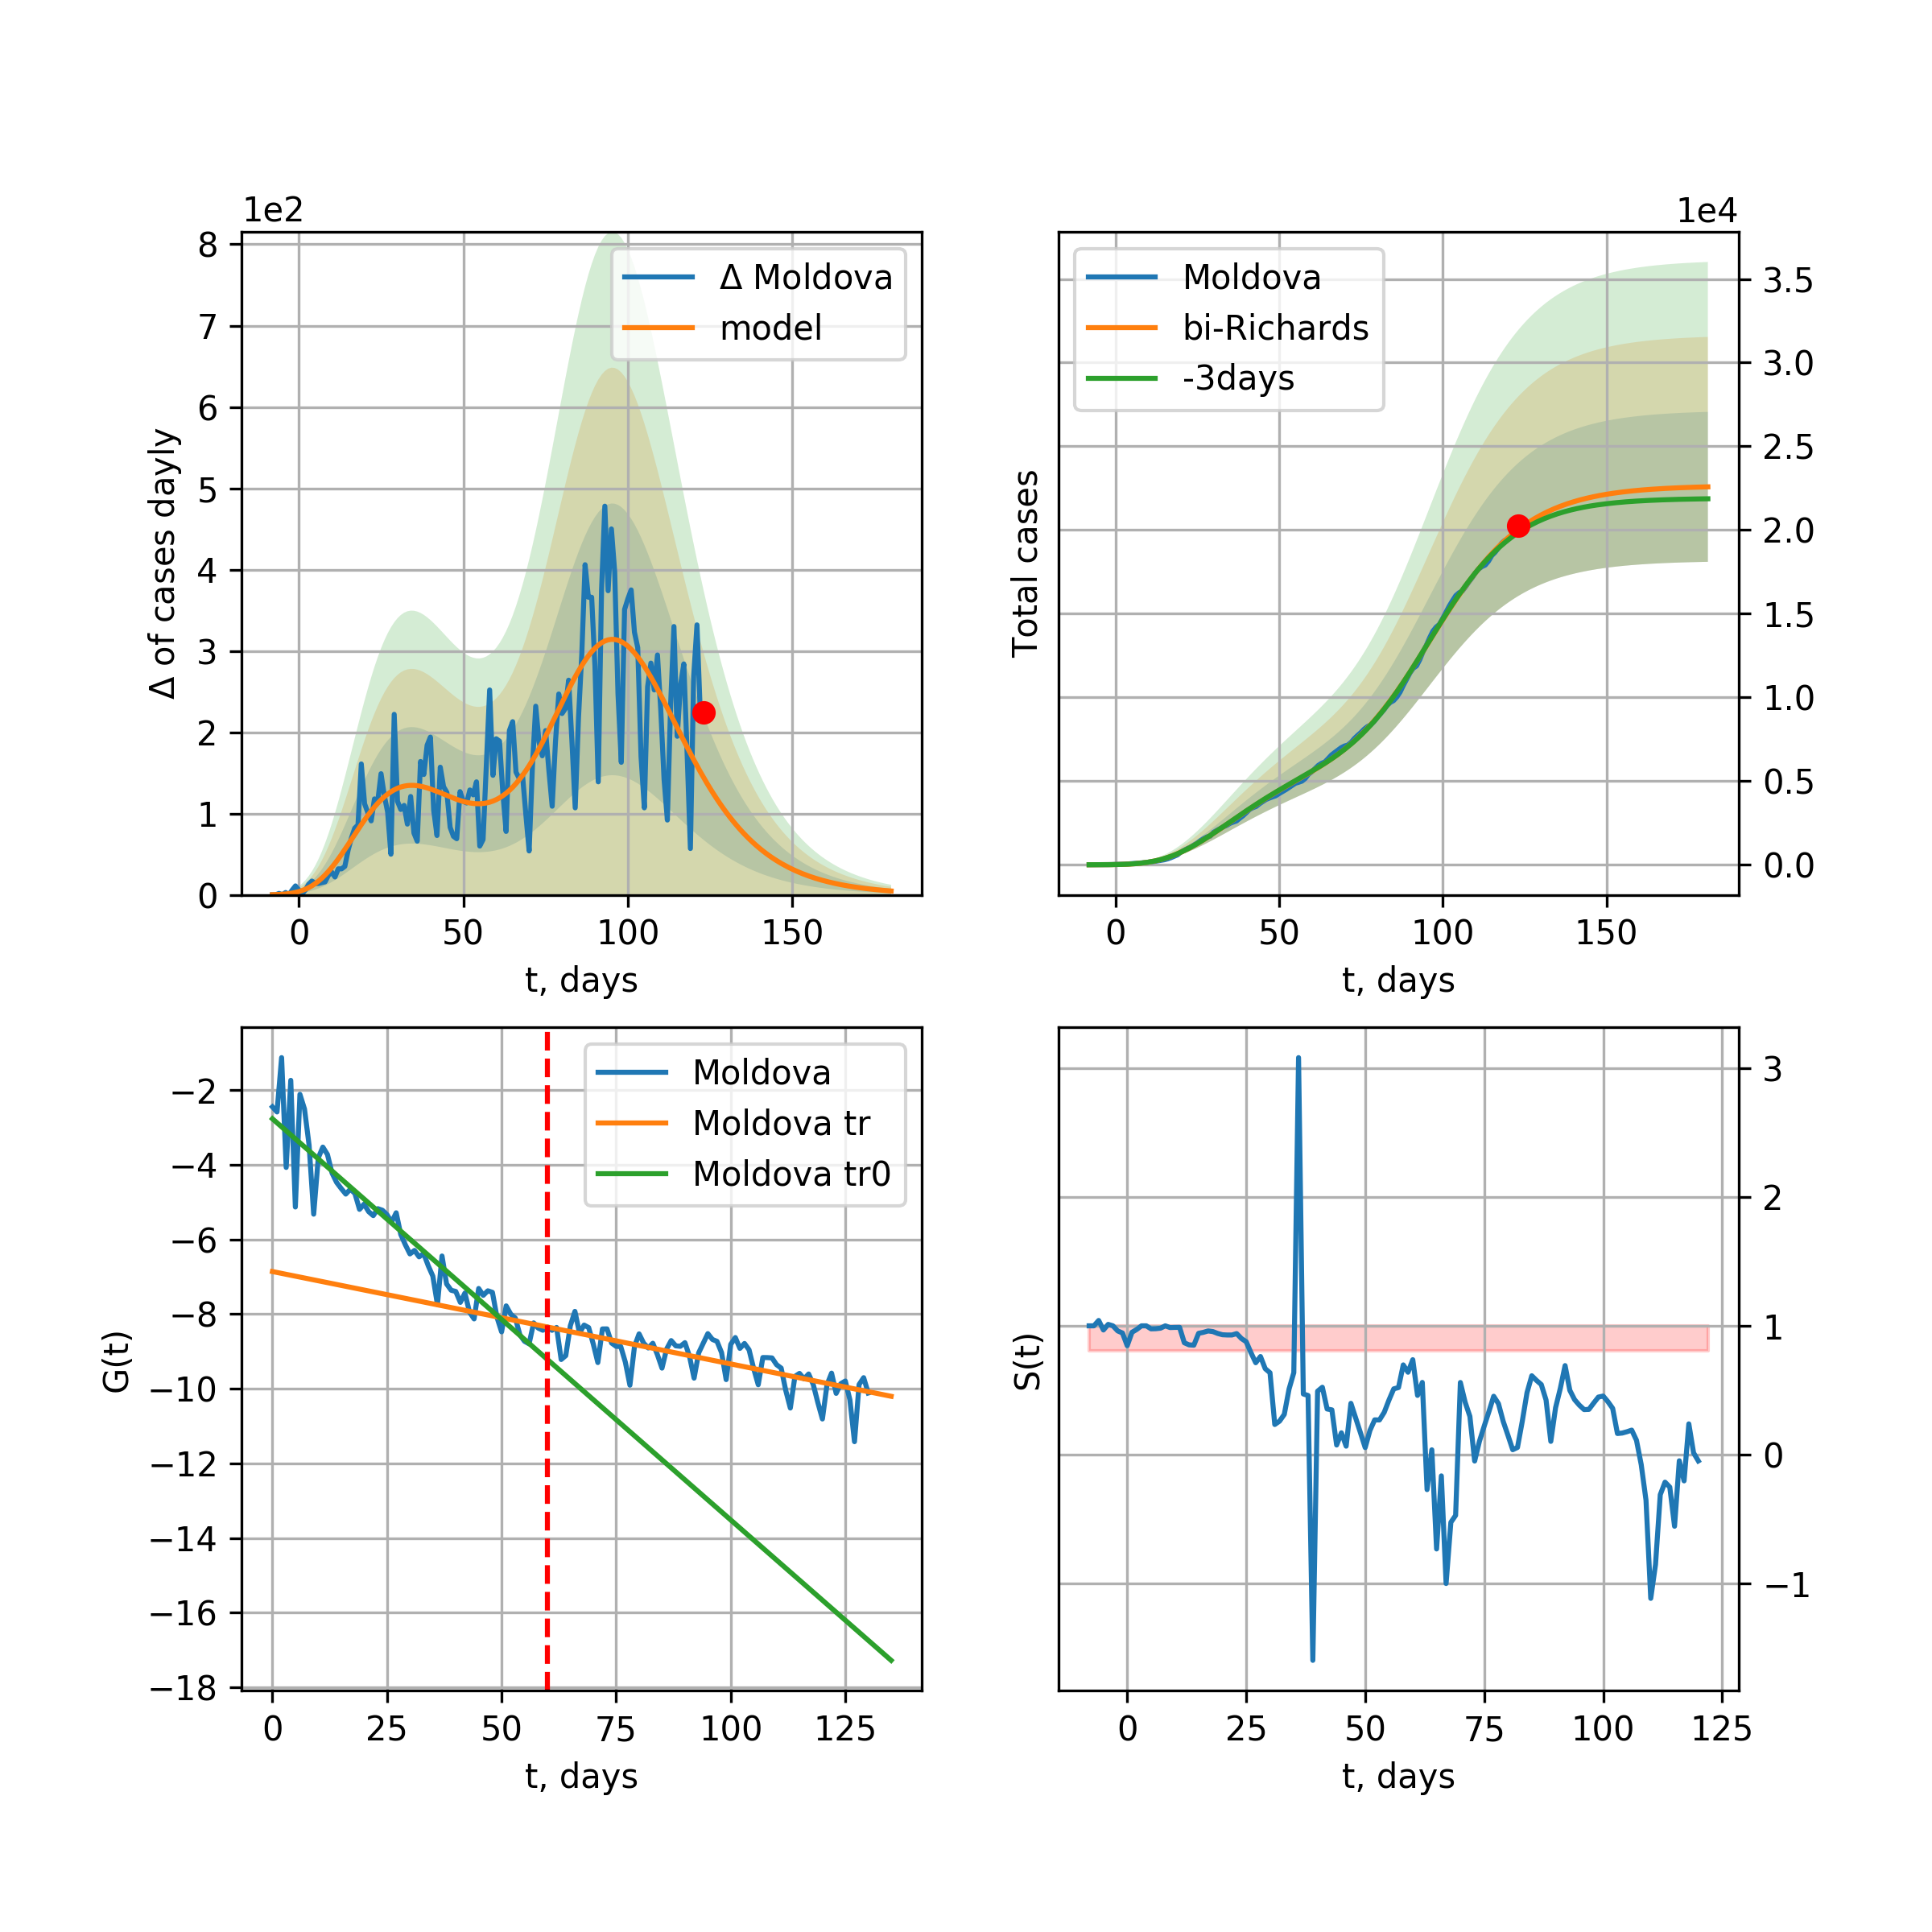 1e2
8
7
6
5
4
3
2
1
0
Δ of cases dayly
Δ Moldova
model
0 50 100 150
t, days
1e4
Moldova
bi-Richards
-3days
3.5
3.0
2.5
2.0
1.5
1.0
0.5
0.0
Total cases
0 50 100 150
t, days
−2
−4
−6
−8
−10
−12
−14
−16
−18
G(t)
Moldova
Moldova tr
Moldova tr0
0 25 50 75 100 125
t, days
3
2
1
0
−1
S(t)
0 25 50 75 100 125
t, days